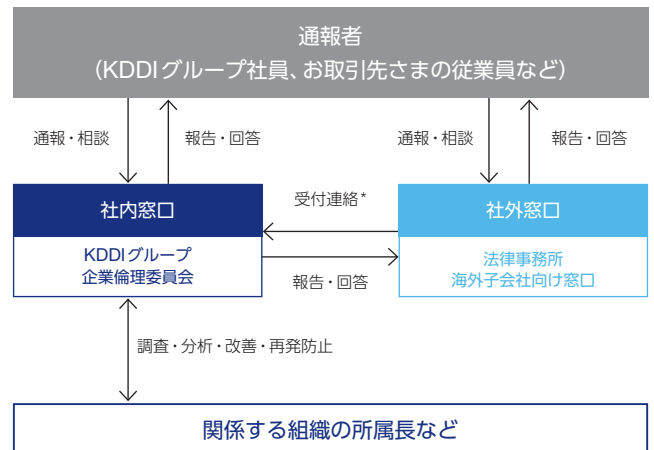 通報者
（KDDIグループ社員、お取引先さまの従業員など）
通報・相談
報告・回答
通報・相談
報告・回答
社内窓口
受付連絡*
社外窓口
KDDIグループ
企業倫理委員会
報告・回答
法律事務所
海外子会社向け窓口
調査・分析・改善・再発防止
関係する組織の所属長など